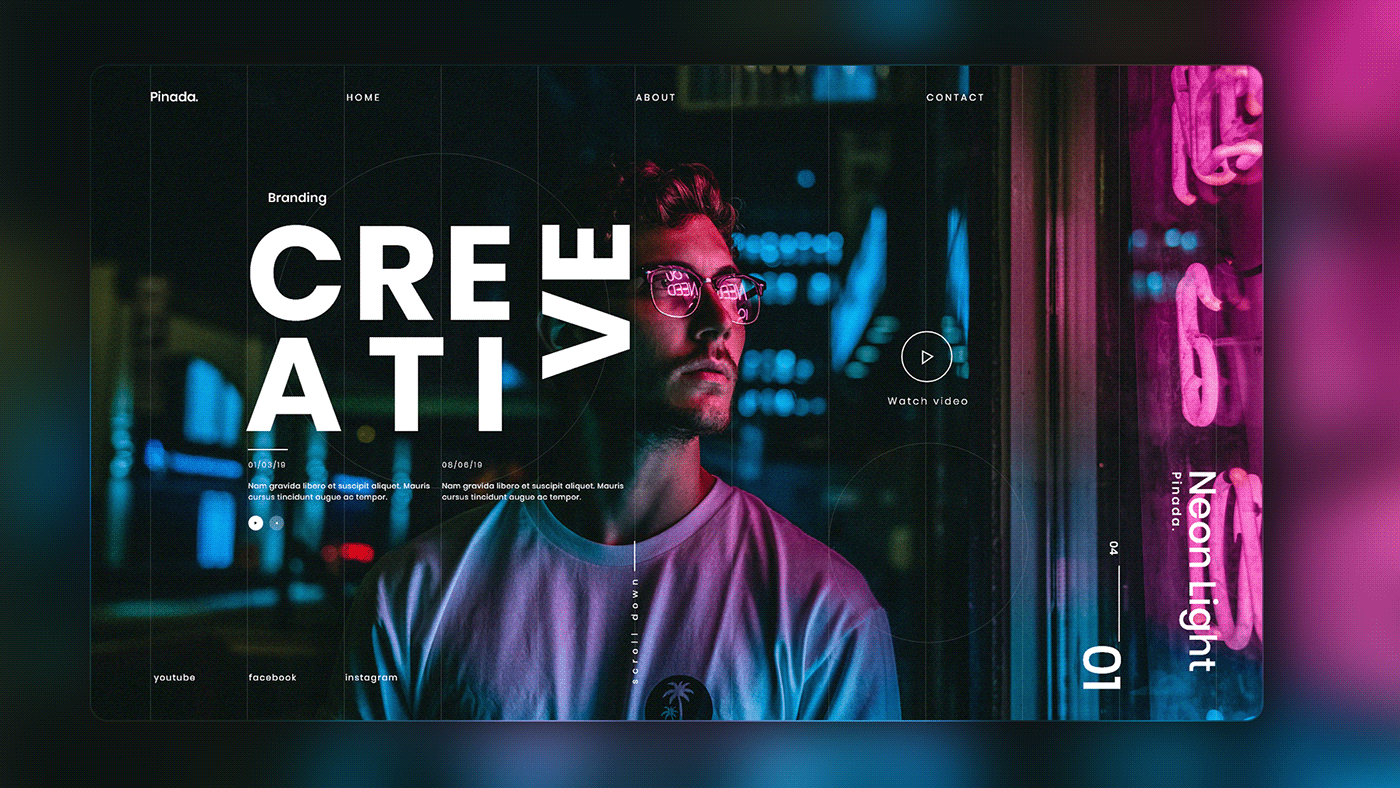 Pinada.
HOME
ABOUT
CONTACT
Branding
CRE
ATI
VE
01/03/19
Nam gravida libero et suscipit aliquet. Mauris
cursus tincidunt augue ac tempor.
08/06/19
Nam gravida libero et suscipit aliquet. Mauris
cursus tincidunt augue ac tempor.
Watch video
scroll down
04
01
Neon Light
Pinada.
youtube
facebook
instagram